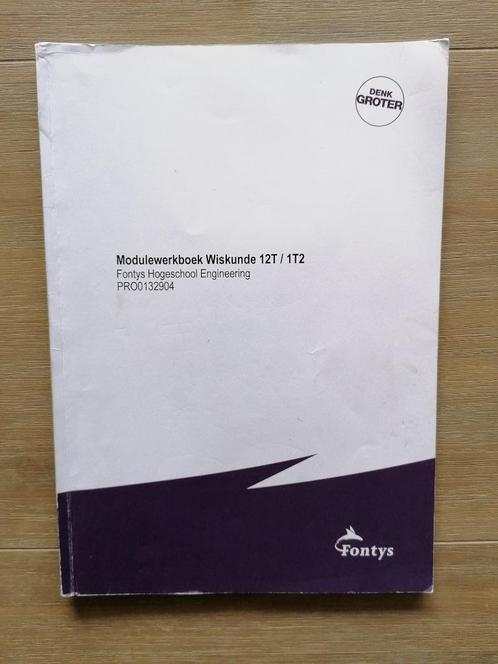 DENK
GROTER
Modulewerkboek Wiskunde 12T / 1T2
Fontys Hogeschool Engineering
PRO0132904
Fontys